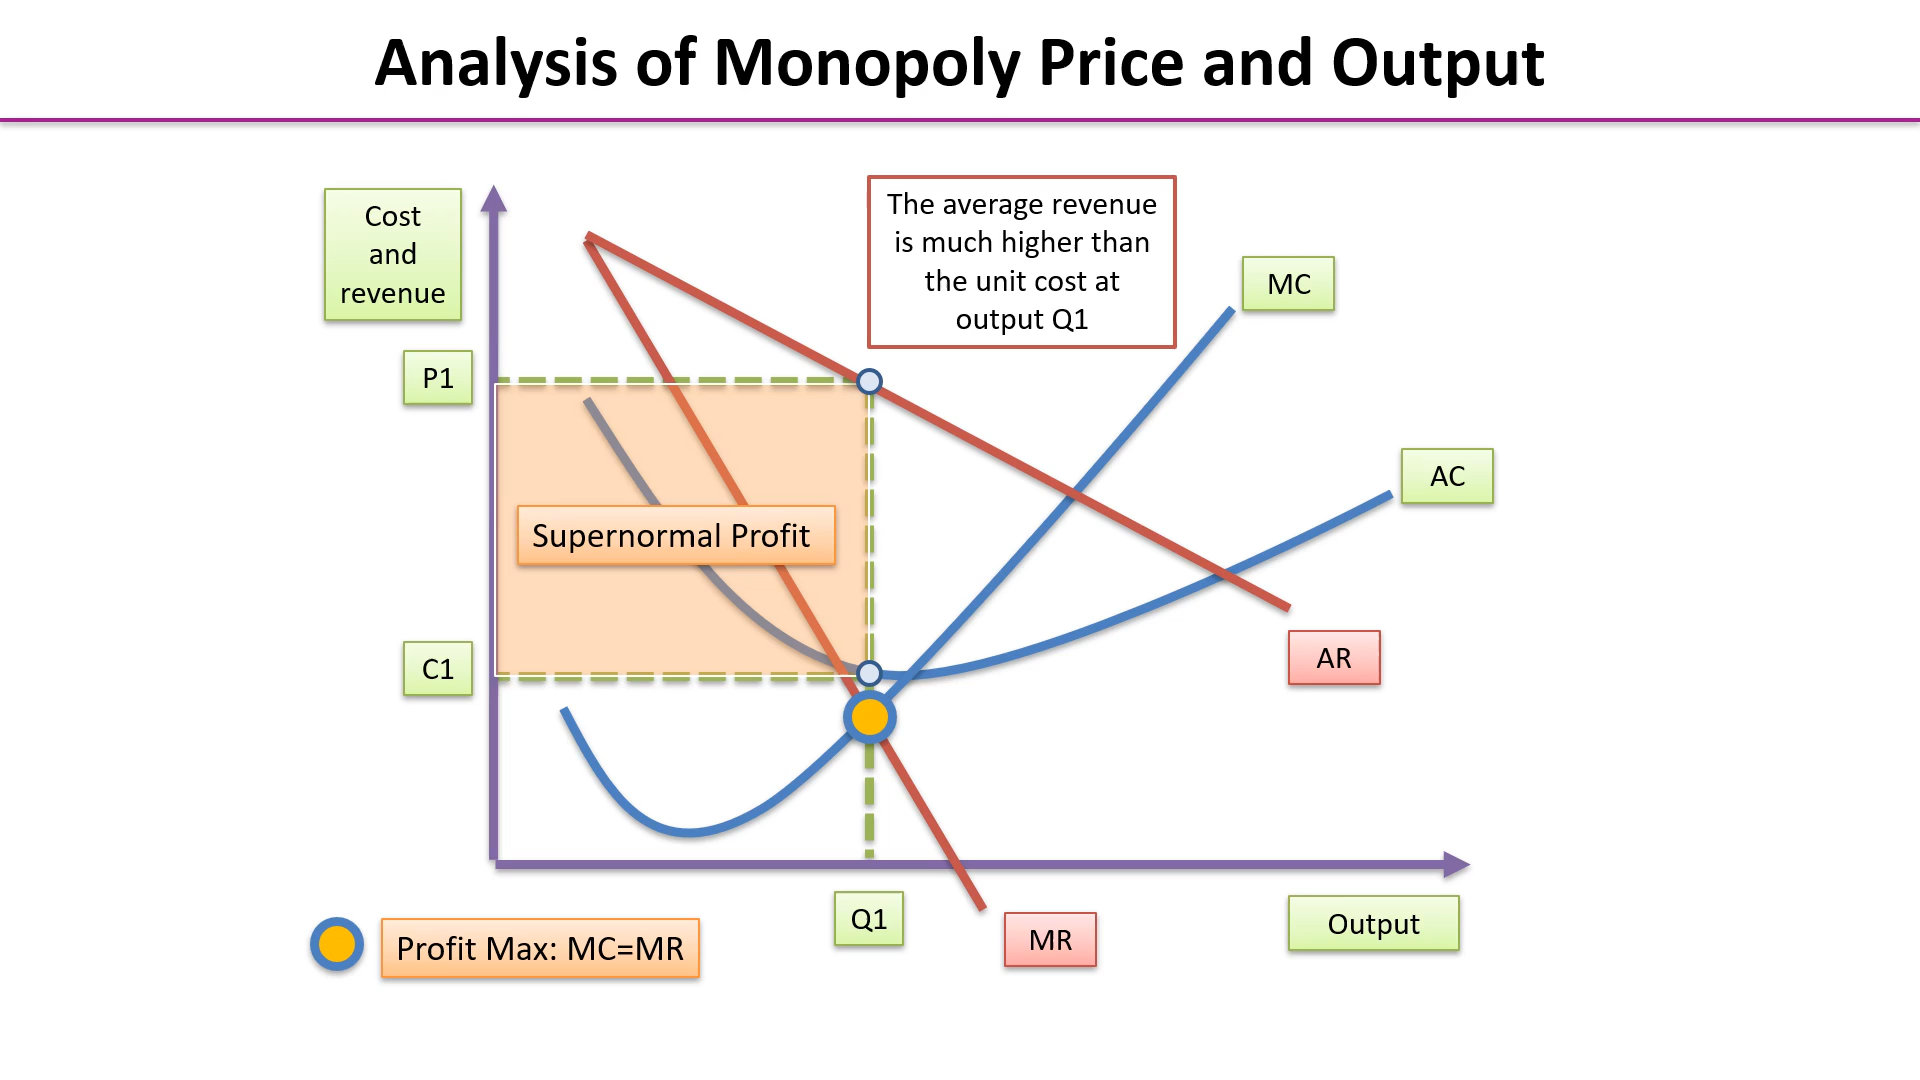 Analysis of Monopoly Price and Output
Cost
and
revenue
The average revenue
is much higher than
the unit cost at
output Q1
MC
P1
AC
Supernormal Profit
C1
AR
Q1
Output
MR
Profit Max: MC=MR